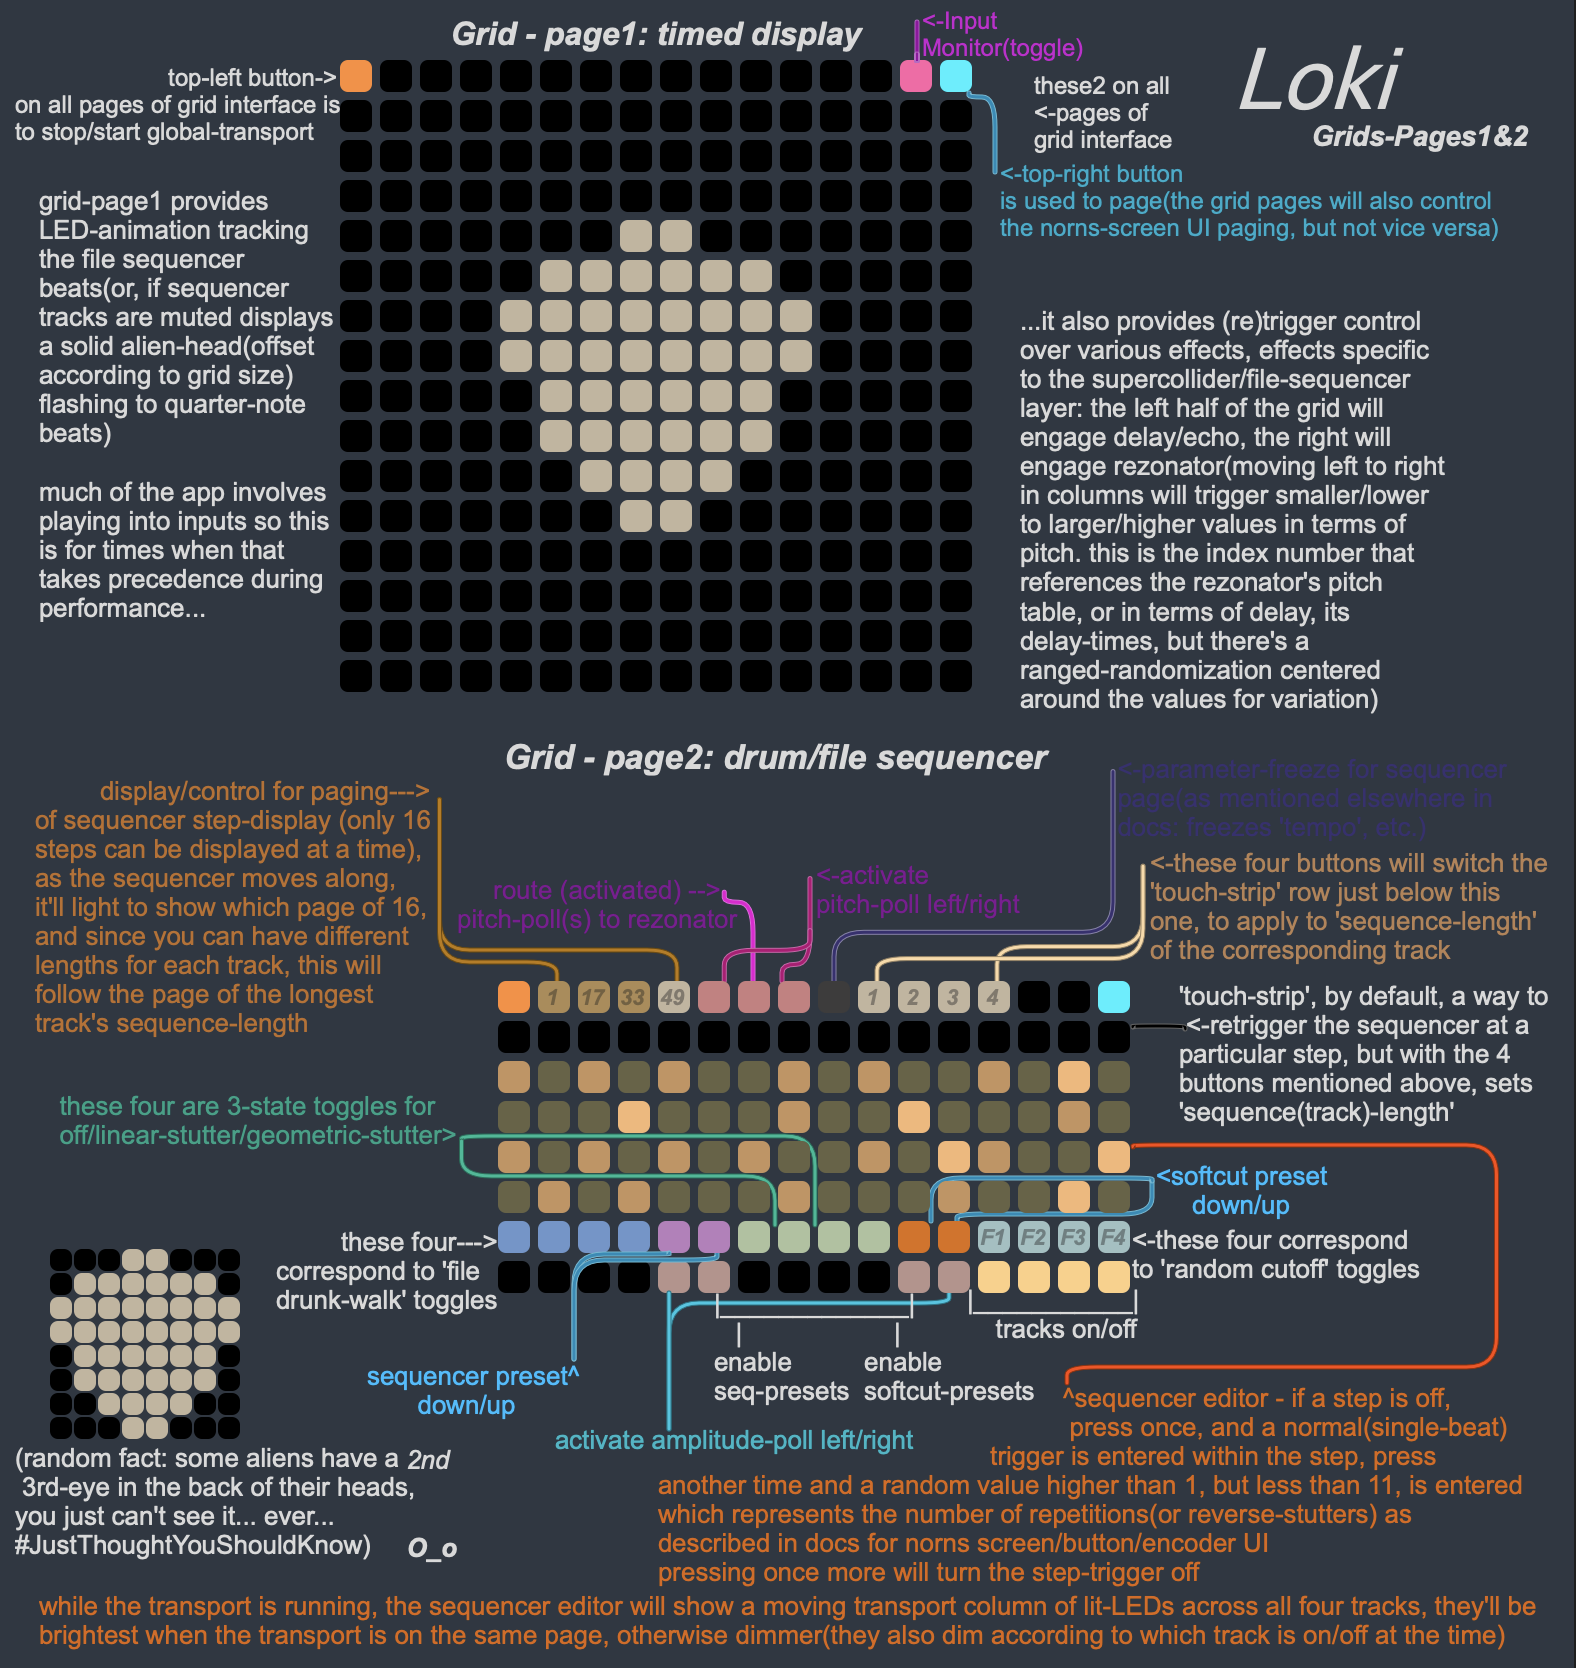 Grid - page1: timed display
<-Input
Monitor(toggle)
Loki
Grids-Pages1&2
top-left button->
on all pages of grid interface is
to stop/start global-transport
these2 on all
<-pages of
grid interface
<-top-right button
is used to page(the grid pages will also control
the norns-screen UI paging, but not vice versa)
grid-page1 provides
LED-animation tracking
the file sequencer
beats(or, if sequencer
tracks are muted displays
a solid alien-head(offset
according to grid size)
flashing to quarter-note
beats)
much of the app involves
playing into inputs so this
is for times when that
takes precedence during
performance...
...it also provides (re)trigger control
over various effects, effects specific
to the supercollider/file-sequencer
layer: the left half of the grid will
engage delay/echo, the right will
engage rezonator(moving left to right
in columns will trigger smaller/lower
to larger/higher values in terms of
pitch. this is the index number that
references the rezonator's pitch
table, or in terms of delay, its
delay-times, but there's a
ranged-randomization centered
around the values for variation)
Grid - page2: drum/file sequencer
display/control for paging--->
of sequencer step-display (only 16
steps can be displayed at a time),
as the sequencer moves along,
it'll light to show which page of 16,
and since you can have different
lengths for each track, this will
follow the page of the longest
track's sequence-length
route (activated) -->
pitch-poll(s) to rezonator
<-activate
pitch-poll left/right
<-parameter-freeze for sequencer
page(as mentioned elsewhere in
docs: freezes 'tempo', etc.)
<-these four buttons will switch the
'touch-strip' row just below this
one, to apply to 'sequence-length'
of the corresponding track
1 17 33 49 1 2 3 4
'touch-strip', by default, a way to
<-retrigger the sequencer at a
particular step, but with the 4
buttons mentioned above, sets
'sequence(track)-length'
these four are 3-state toggles for
off/linear-stutter/geometric-stutter>
<softcut preset
down/up
these four--->
correspond to 'file
drunk-walk' toggles
F1 F2 F3 F4
<-these four correspond
to 'random cutoff' toggles
tracks on/off
enable
seq-presets
enable
softcut-presets
sequencer preset^
down/up
activate amplitude-poll left/right
^sequencer editor - if a step is off,
press once, and a normal(single-beat)
trigger is entered within the step, press
another time and a random value higher than 1, but less than 11, is entered
which represents the number of repetitions(or reverse-stutters) as
described in docs for norns screen/button/encoder UI
pressing once more will turn the step-trigger off
(random fact: some aliens have a 2nd
3rd-eye in the back of their heads,
you just can't see it... ever...
#JustThoughtYouShouldKnow) O_o
while the transport is running, the sequencer editor will show a moving transport column of lit-LEDs across all four tracks, they'll be
brightest when the transport is on the same page, otherwise dimmer(they also dim according to which track is on/off at the time)